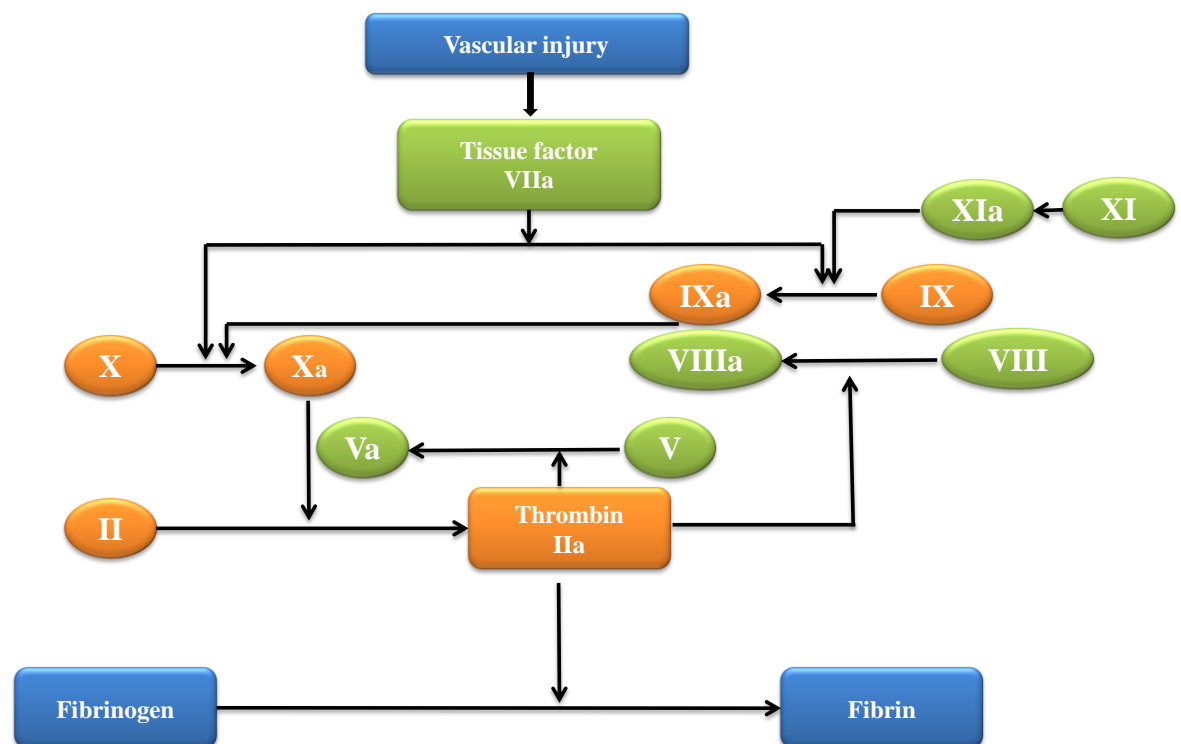 Vascular injury
Tissue factor
VIIa
XIa
XI
IXa
IX
X
Xa
VIIIa
VIII
Va
V
II
Thrombin
IIa
Fibrinogen
Fibrin